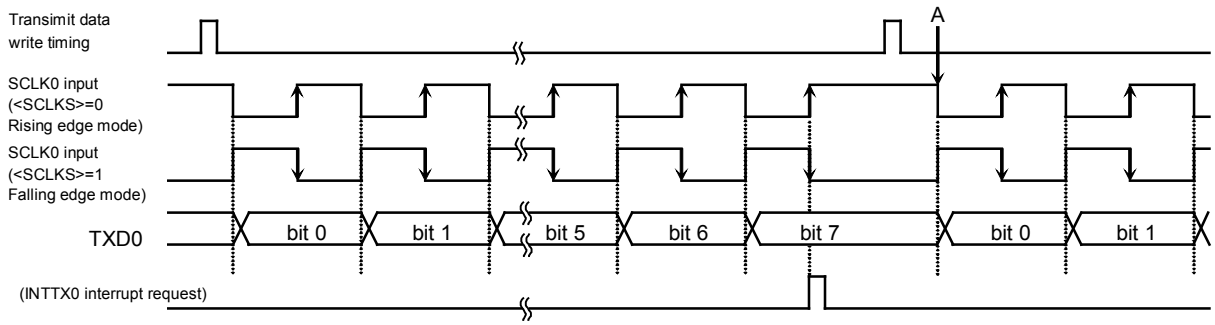 Transimit data
write timing
A
SCLK0 input
(<SCLKS>=0
Rising edge mode)
SCLK0 input
(<SCLKS>=1
Falling edge mode)
TXD0
bit 0
bit 1
bit 5
bit 6
bit 7
bit 0
bit 1
(INTTX0 interrupt request)